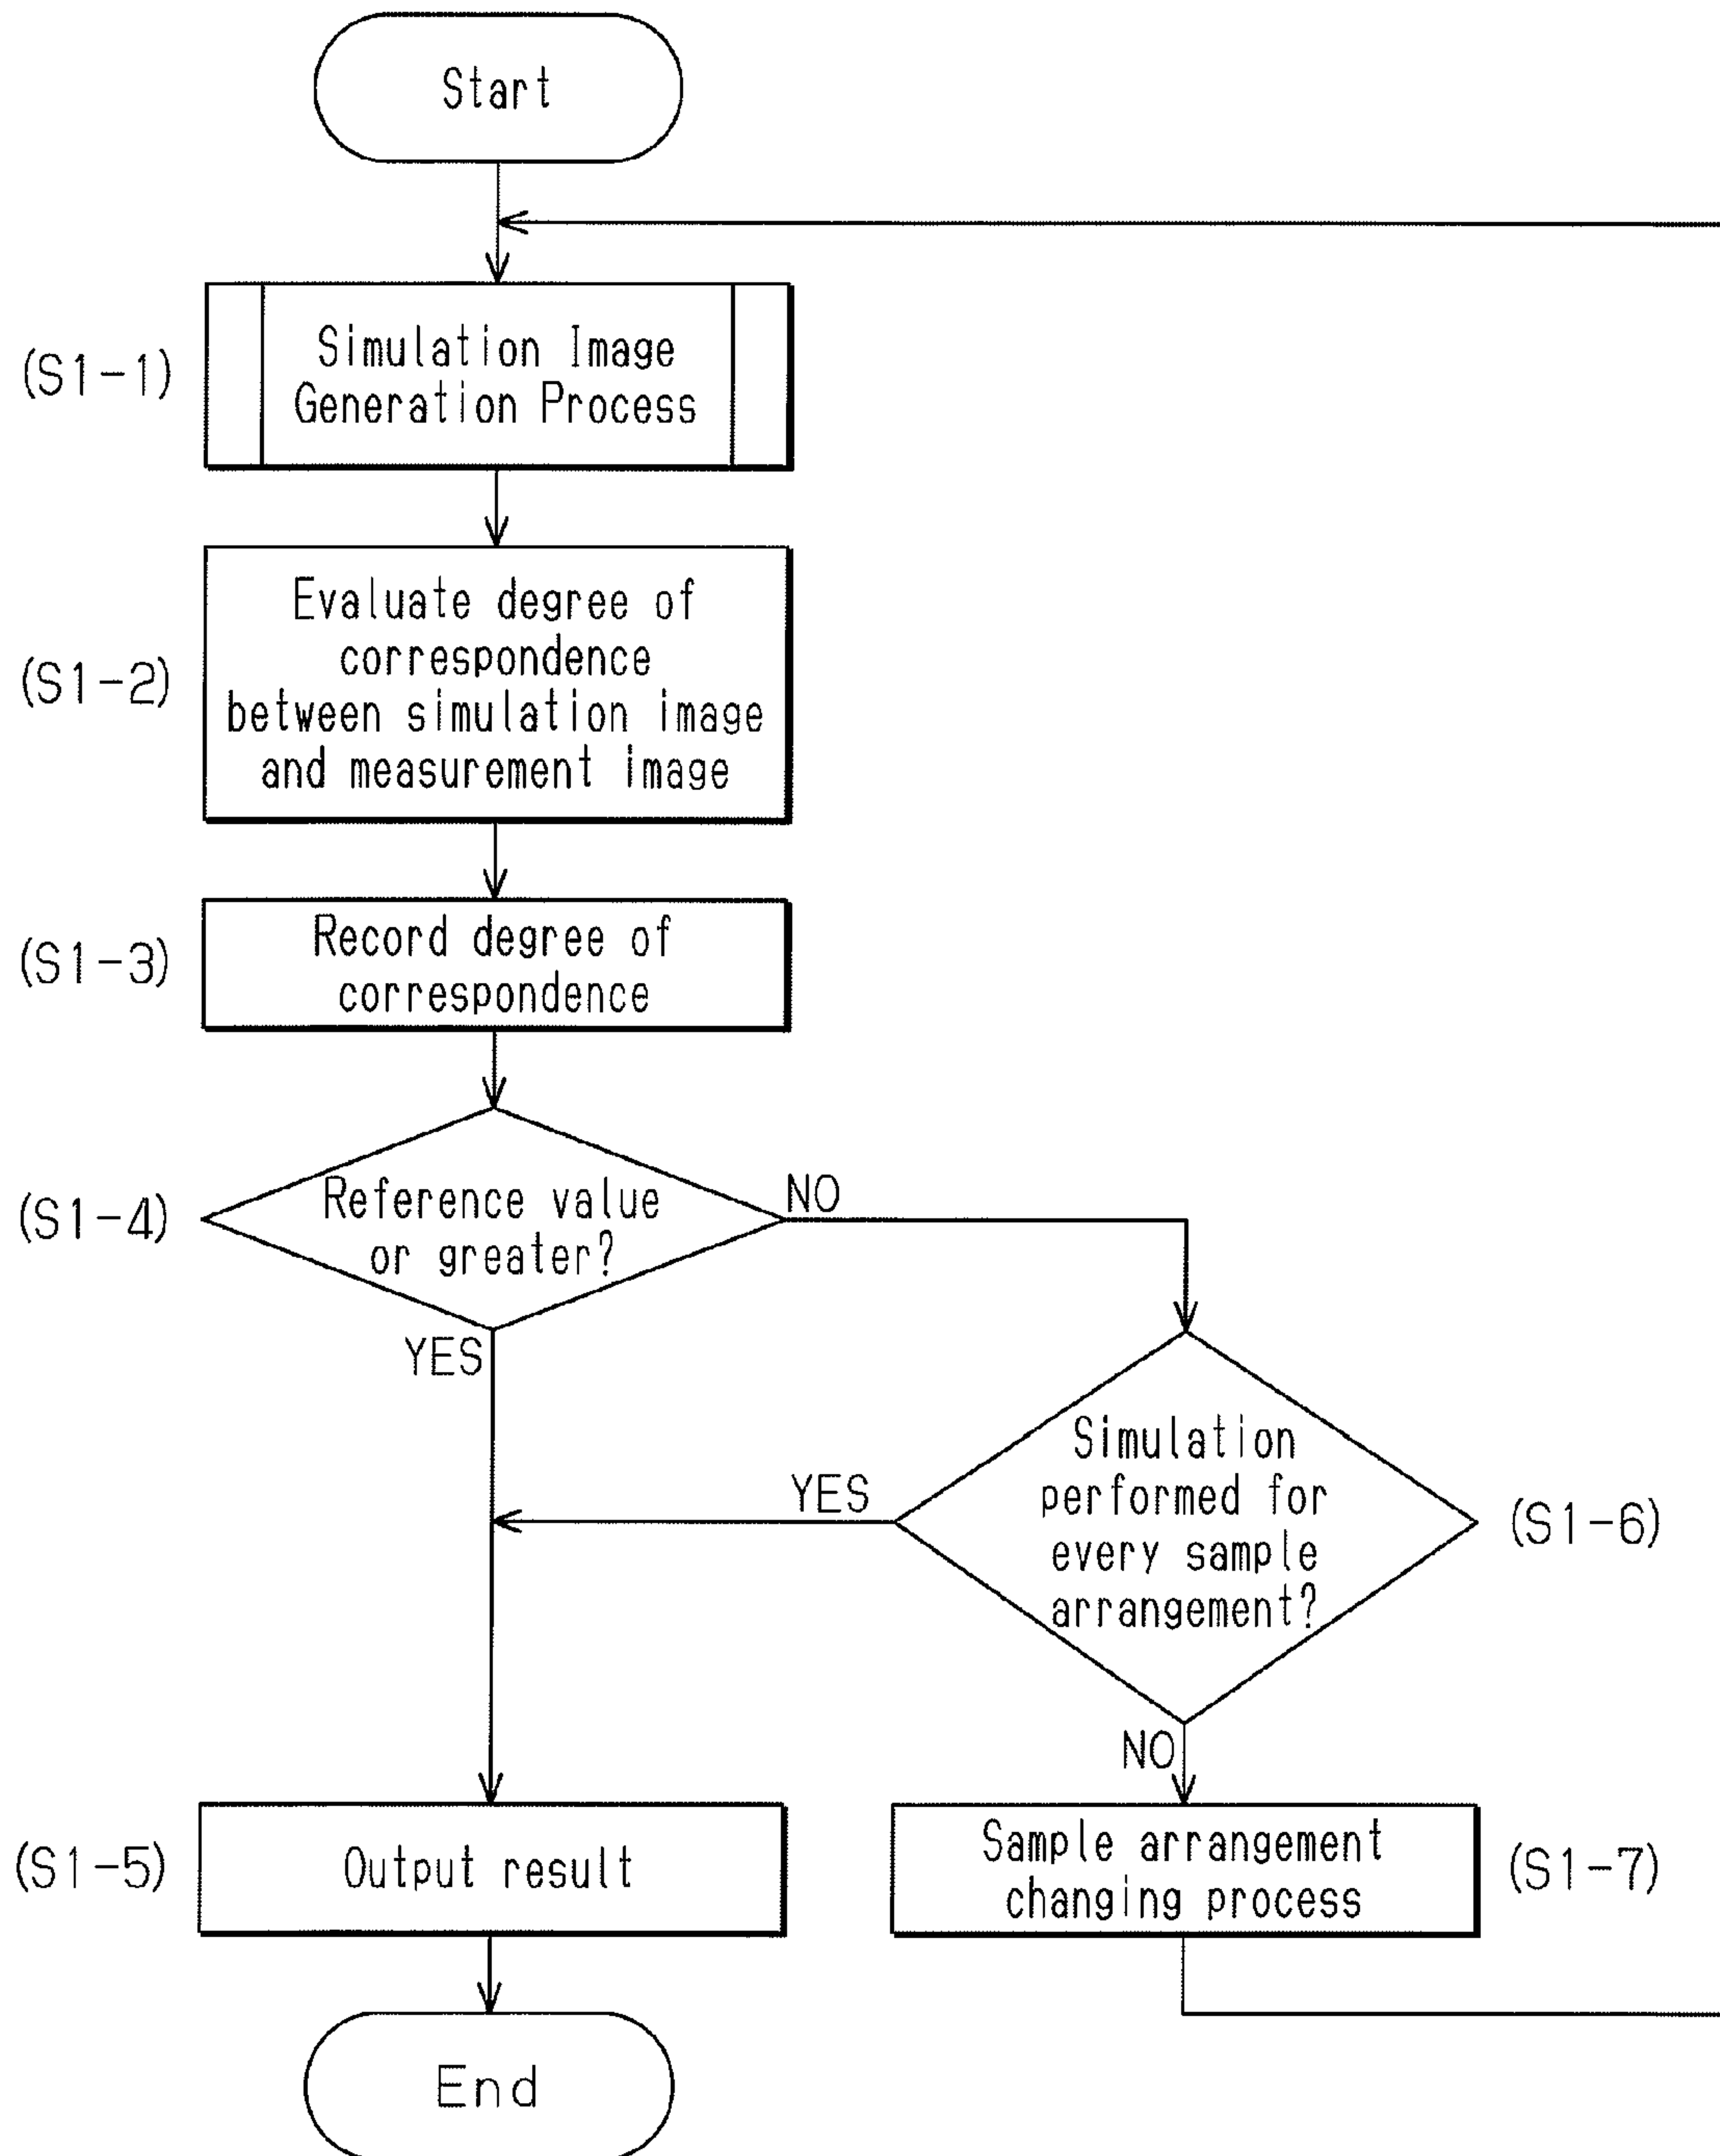 Start
(S1-1)
Simulation Image
Generation Process
(S1-2)
Evaluate degree of
correspondence
between simulation image
and measurement image
(S1-3)
Record degree of
correspondence
(S1-4)
Reference value
or greater?
NO
YES
Simulation
performed for
every sample
arrangement?
YES
(S1-6)
NO
(S1-5)
Output result
Sample arrangement
changing process
(S1-7)
End